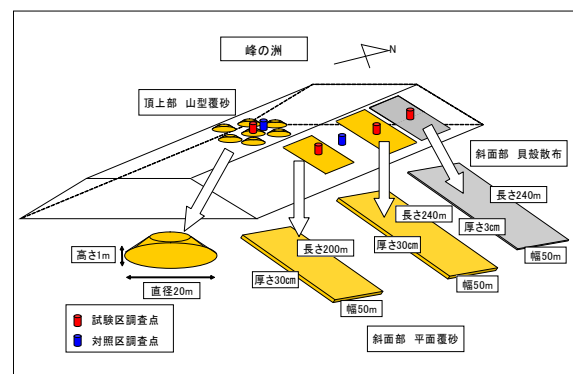 峰の洲
N
頂上部 山型覆砂
斜面部 貝殻散布
長さ240m
長さ240m
厚さ3cm
高さ1m
長さ200m
厚さ30cm
幅50m
直径20m
厚さ30cm
幅50m
幅50m
試験区調査点
対照区調査点
斜面部 平面覆砂